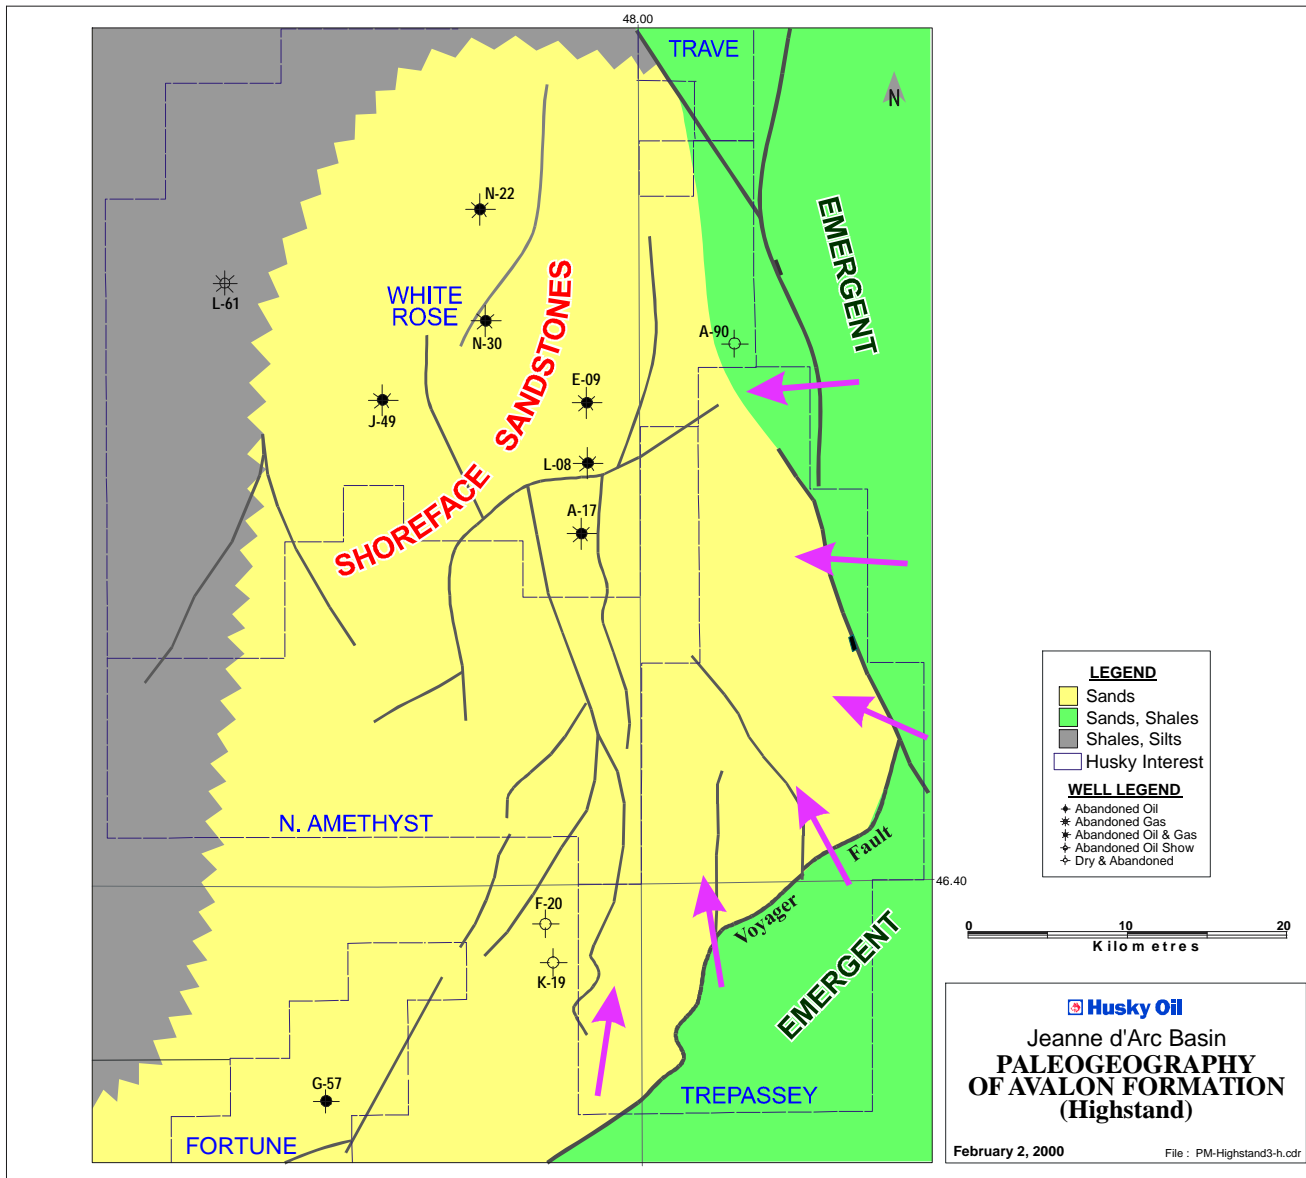 48.00
TRAVE
N
N-22
EMERGENT
L-61
WHITE
ROSE
SHOREFACE SANDSTONES
N-30
A-90
E-09
J-49
L-08
A-17
LEGEND
Sands
Sands, Shales
Shales, Silts
Husky Interest
WELL LEGEND
Abandoned Oil
Abandoned Gas
Abandoned Oil & Gas
Abandoned Oil Show
Dry & Abandoned
N. AMETHYST
Voyager Fault
46.40
F-20
K-19
EMERGENT
0 10 20
Kilometres
G-57
TREPASSEY
FORTUNE
Husky Oil
Jeanne d'Arc Basin
PALEOGEOGRAPHY
OF AVALON FORMATION
(Highstand)
February 2, 2000 File : PM-Highstand3-h.cdr